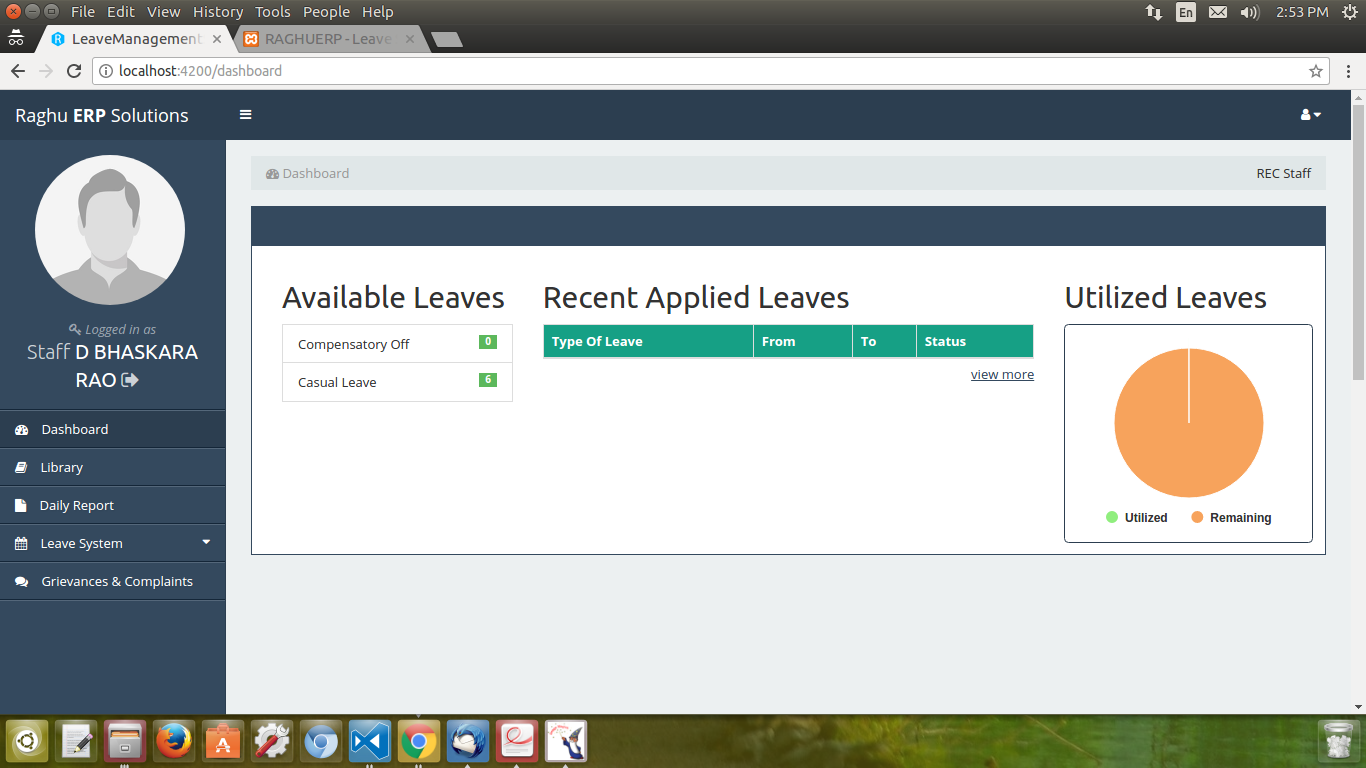 File Edit View History Tools People Help
En
2:53 PM
LeaveManagement
RAGHUERP - Leave
localhost:4200/dashboard
Raghu ERP Solutions
Logged in as
Staff D BHASKARA
RAO
Dashboard
Library
Daily Report
Leave System
Grievances & Complaints
Dashboard
REC Staff
Available Leaves
Compensatory Off 0
Casual Leave 6
Recent Applied Leaves
Type Of Leave From To Status
view more
Utilized Leaves
Utilized Remaining